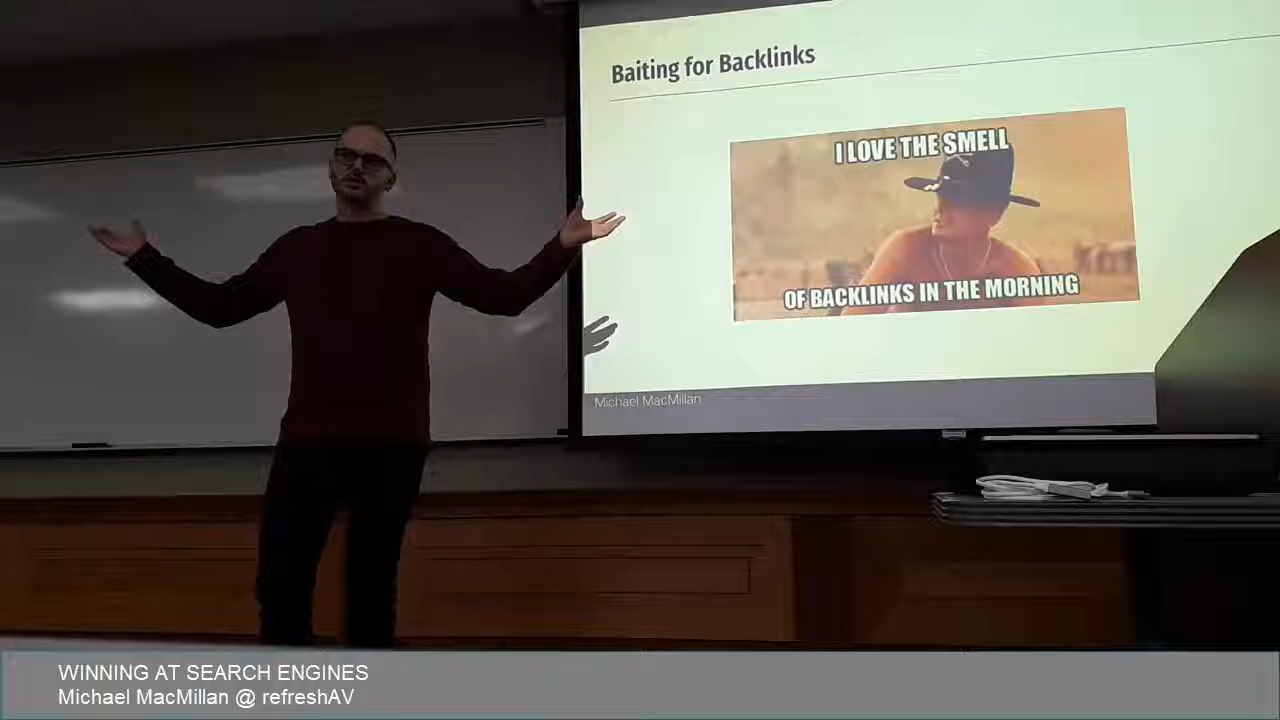 Baiting for Backlinks
I LOVE THE SMELL
OF BACKLINKS IN THE MORNING
Michael MacMillan
WINNING AT SEARCH ENGINES
Michael MacMillan @ refreshAV